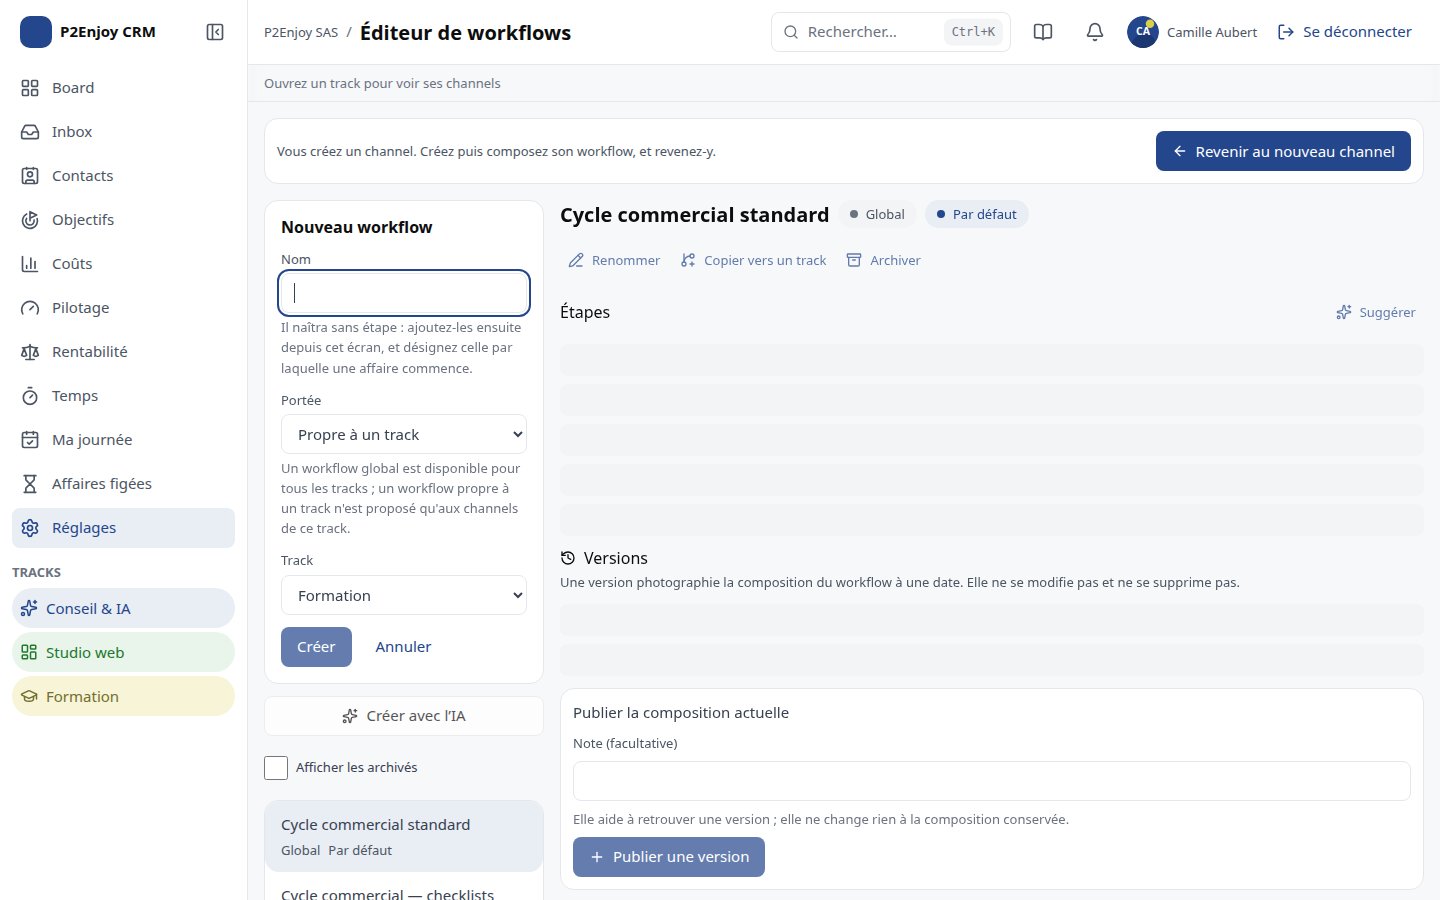 P2Enjoy CRM
P2Enjoy SAS / Éditeur de workflows
Rechercher... Ctrl+K
CA Camille Aubert
Se déconnecter
Board
Inbox
Contacts
Objectifs
Coûts
Pilotage
Rentabilité
Temps
Ma journée
Affaires figées
Réglages
TRACKS
Conseil & IA
Studio web
Formation
Ouvrez un track pour voir ses channels
Vous créez un channel. Créez puis composez son workflow, et revenez-y.
Revenir au nouveau channel
Nouveau workflow
Nom
Il naîtra sans étape : ajoutez-les ensuite
depuis cet écran, et désignez celle par
laquelle une affaire commence.
Portée
Propre à un track
Un workflow global est disponible pour
tous les tracks ; un workflow propre à
un track n'est proposé qu'aux channels
de ce track.
Track
Formation
Créer Annuler
Créer avec l'IA
Afficher les archivés
Cycle commercial standard
Global Par défaut
Cycle commercial — checklists
Cycle commercial standard Global Par défaut
Renommer Copier vers un track Archiver
Étapes
Suggérer
Versions
Une version photographie la composition du workflow à une date. Elle ne se modifie pas et ne se supprime pas.
Publier la composition actuelle
Note (facultative)
Elle aide à retrouver une version ; elle ne change rien à la composition conservée.
Publier une version